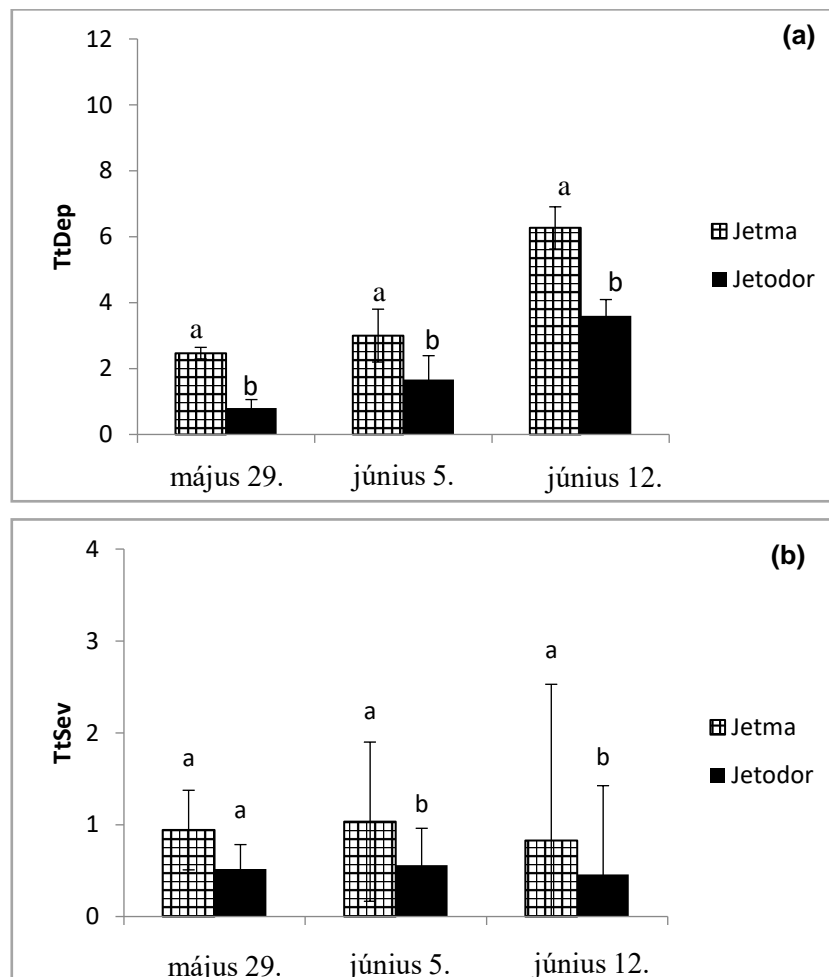 (a)
12
10
8
6
4
2
0
TtDep
a
b
a
b
a
b
május 29.
június 5.
június 12.
Jetma
Jetodor
(b)
4
3
2
1
0
TtSev
a
a
a
b
a
b
május 29.
június 5.
június 12.
Jetma
Jetodor